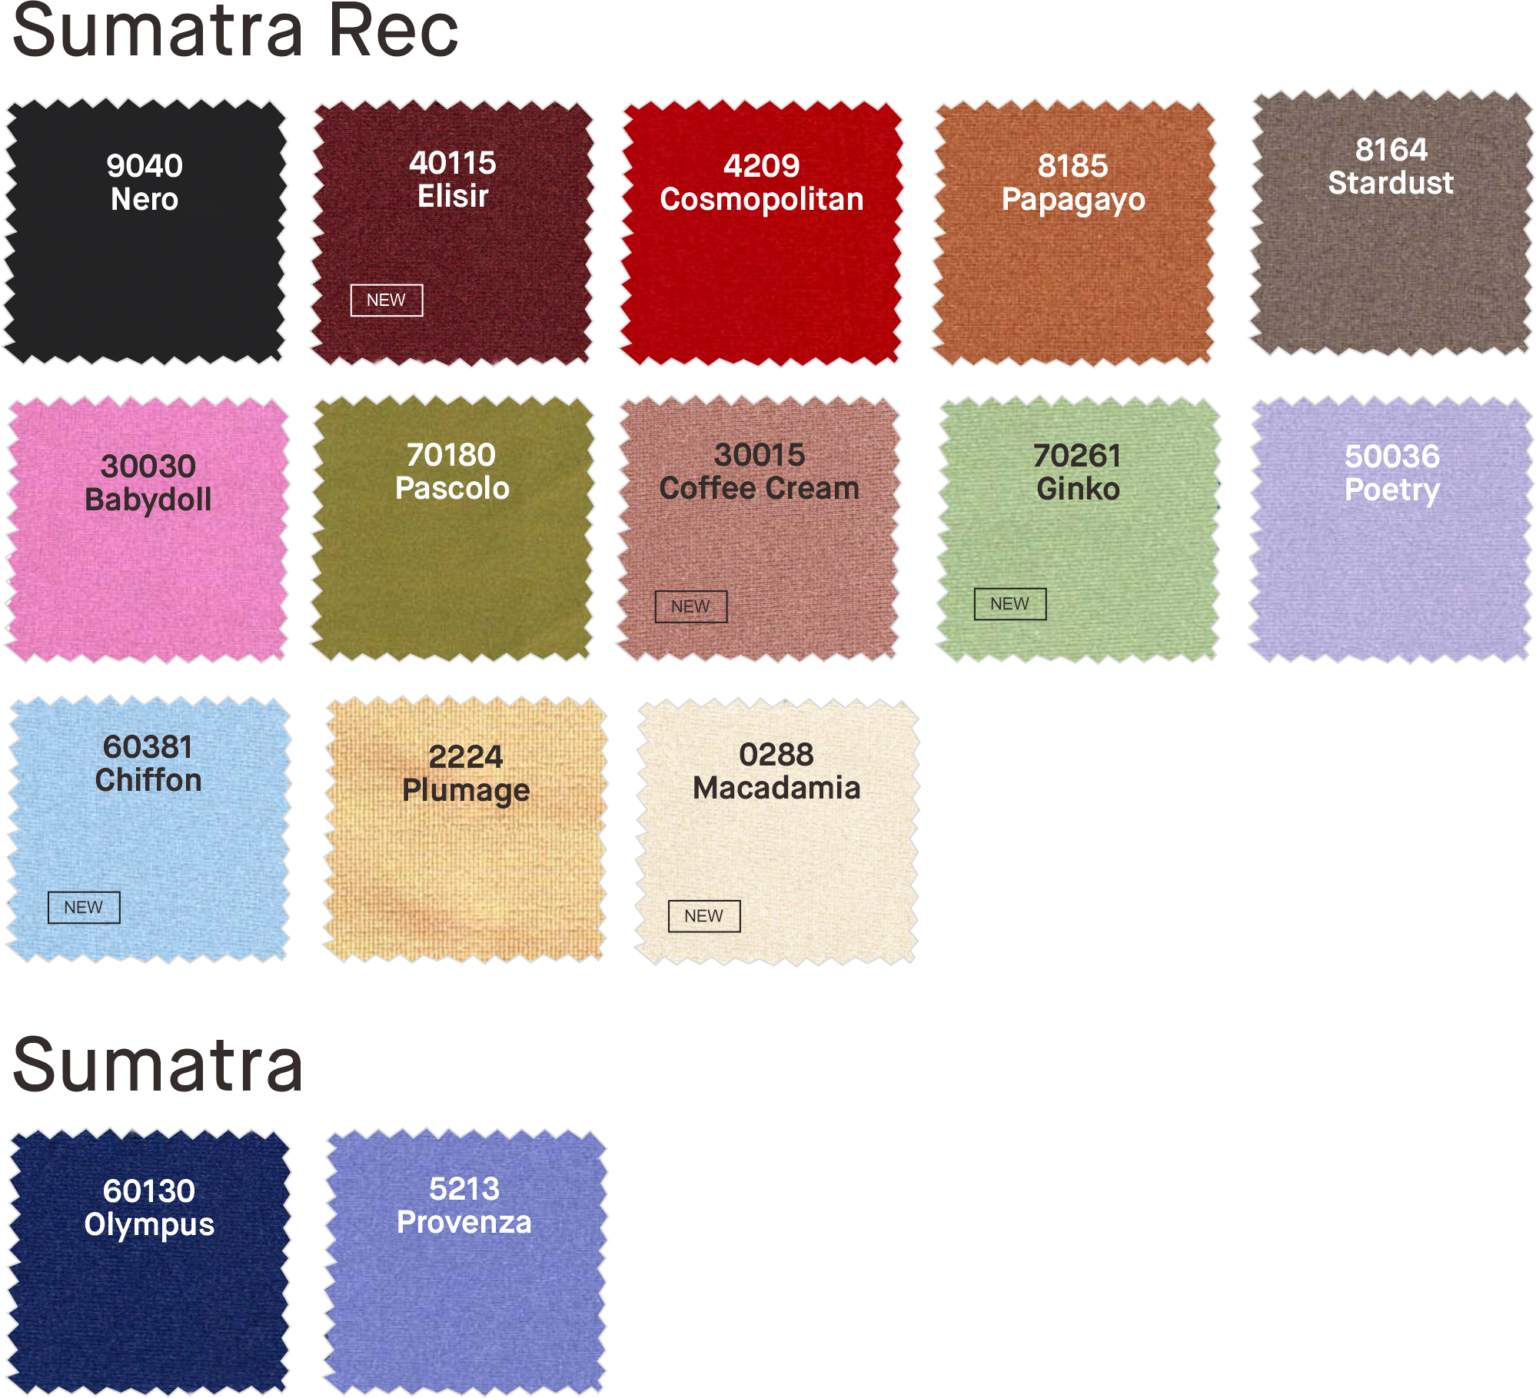 Sumatra Rec
9040
Nero
40115
Elisir
NEW
4209
Cosmopolitan
8185
Papagayo
8164
Stardust
30030
Babydoll
70180
Pascolo
30015
Coffee Cream
NEW
70261
Ginko
NEW
50036
Poetry
60381
Chiffon
NEW
2224
Plumage
0288
Macadamia
NEW
Sumatra
60130
Olympus
5213
Provenza